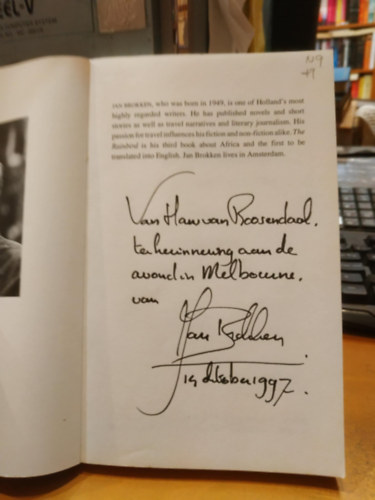 EL-V
COMPUTER SYSTEM
N9
JAN BROKKEN, who was born in 1949, is one of Holland's most
highly regarded writers. He has published novels and short
stories as well as travel narratives and literary journalism. His
passion for travel influences his fiction and non-fiction alike. The
Rainbird is his third book about Africa and the first to be
translated into English. Jan Brokken lives in Amsterdam.
van Roosendaal,
ter herinnering aan de
avond in Melbourne,
van
Jan Brokken
oktober 1997.